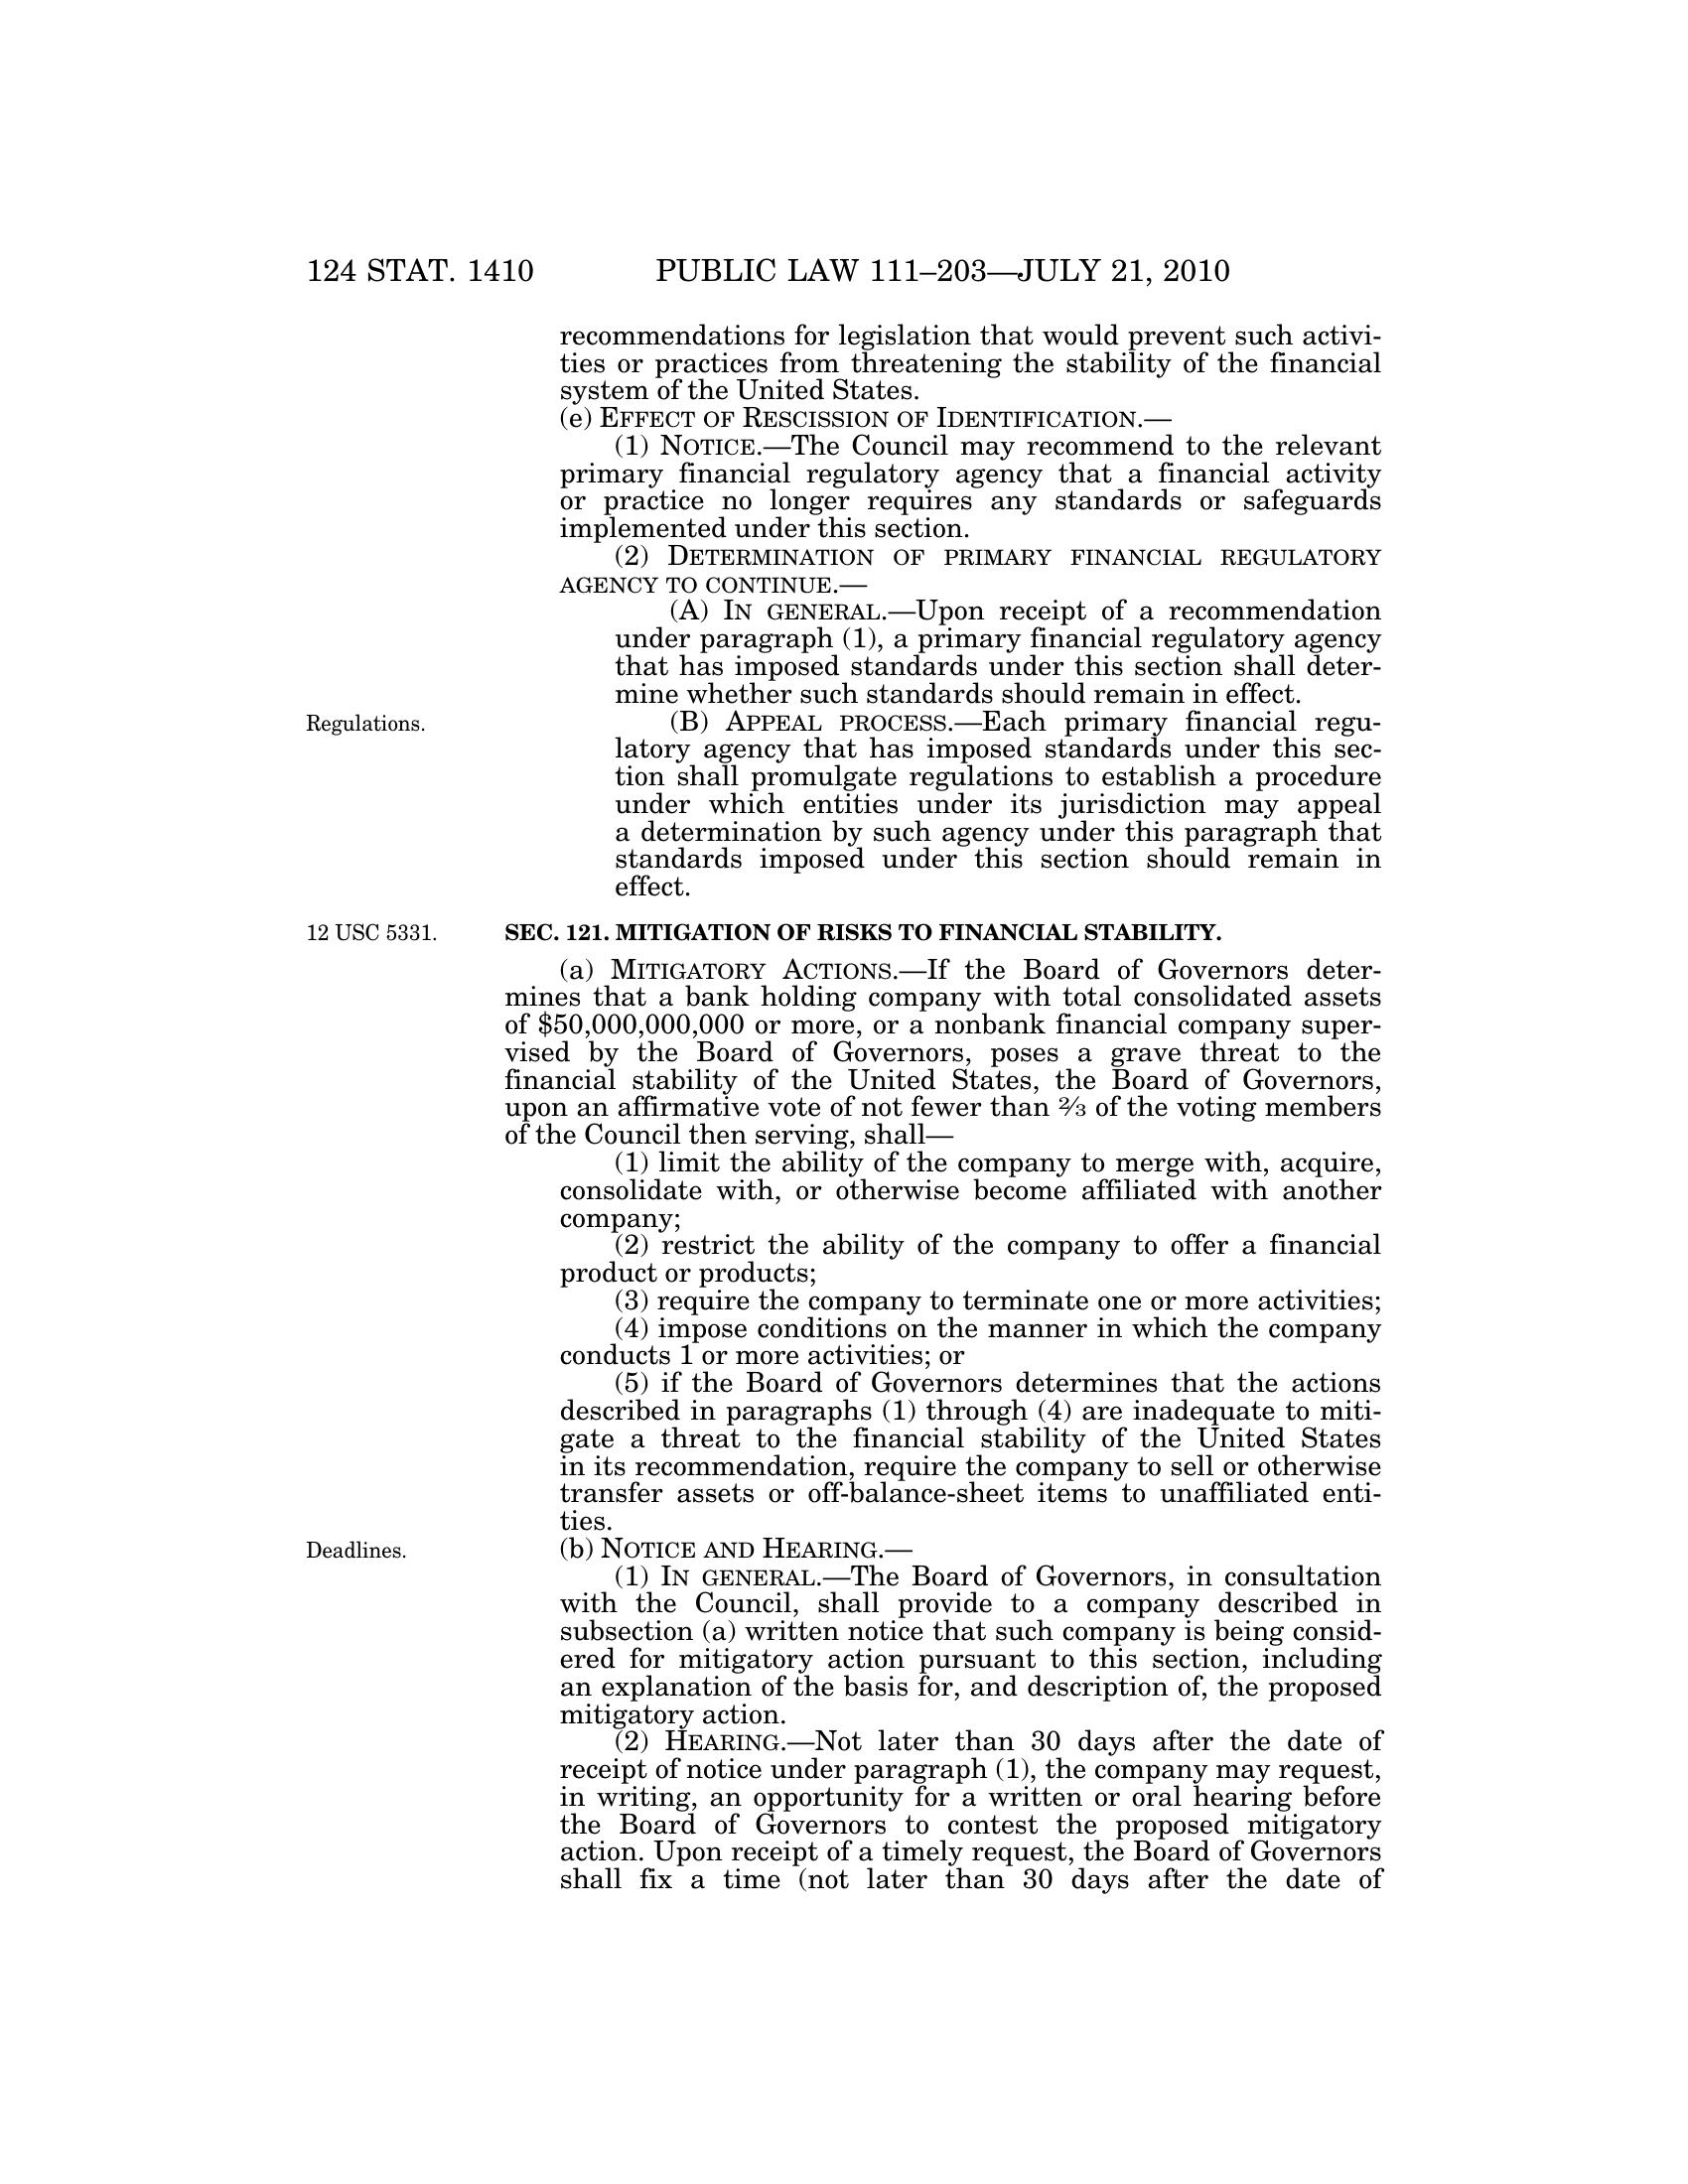 124 STAT. 1410 PUBLIC LAW 111–203—JULY 21, 2010
recommendations for legislation that would prevent such activi-
ties or practices from threatening the stability of the financial
system of the United States.
(e) EFFECT OF RESCISSION OF IDENTIFICATION.—
(1) NOTICE.—The Council may recommend to the relevant
primary financial regulatory agency that a financial activity
or practice no longer requires any standards or safeguards
implemented under this section.
(2) DETERMINATION OF PRIMARY FINANCIAL REGULATORY
AGENCY TO CONTINUE.—
(A) IN GENERAL.—Upon receipt of a recommendation
under paragraph (1), a primary financial regulatory agency
that has imposed standards under this section shall deter-
mine whether such standards should remain in effect.
Regulations.
(B) APPEAL PROCESS.—Each primary financial regu-
latory agency that has imposed standards under this sec-
tion shall promulgate regulations to establish a procedure
under which entities under its jurisdiction may appeal
a determination by such agency under this paragraph that
standards imposed under this section should remain in
effect.
12 USC 5331.
SEC. 121. MITIGATION OF RISKS TO FINANCIAL STABILITY.
(a) MITIGATORY ACTIONS.—If the Board of Governors deter-
mines that a bank holding company with total consolidated assets
of $50,000,000,000 or more, or a nonbank financial company super-
vised by the Board of Governors, poses a grave threat to the
financial stability of the United States, the Board of Governors,
upon an affirmative vote of not fewer than ⅔ of the voting members
of the Council then serving, shall—
(1) limit the ability of the company to merge with, acquire,
consolidate with, or otherwise become affiliated with another
company;
(2) restrict the ability of the company to offer a financial
product or products;
(3) require the company to terminate one or more activities;
(4) impose conditions on the manner in which the company
conducts 1 or more activities; or
(5) if the Board of Governors determines that the actions
described in paragraphs (1) through (4) are inadequate to miti-
gate a threat to the financial stability of the United States
in its recommendation, require the company to sell or otherwise
transfer assets or off-balance-sheet items to unaffiliated enti-
ties.
Deadlines.
(b) NOTICE AND HEARING.—
(1) IN GENERAL.—The Board of Governors, in consultation
with the Council, shall provide to a company described in
subsection (a) written notice that such company is being consid-
ered for mitigatory action pursuant to this section, including
an explanation of the basis for, and description of, the proposed
mitigatory action.
(2) HEARING.—Not later than 30 days after the date of
receipt of notice under paragraph (1), the company may request,
in writing, an opportunity for a written or oral hearing before
the Board of Governors to contest the proposed mitigatory
action. Upon receipt of a timely request, the Board of Governors
shall fix a time (not later than 30 days after the date of